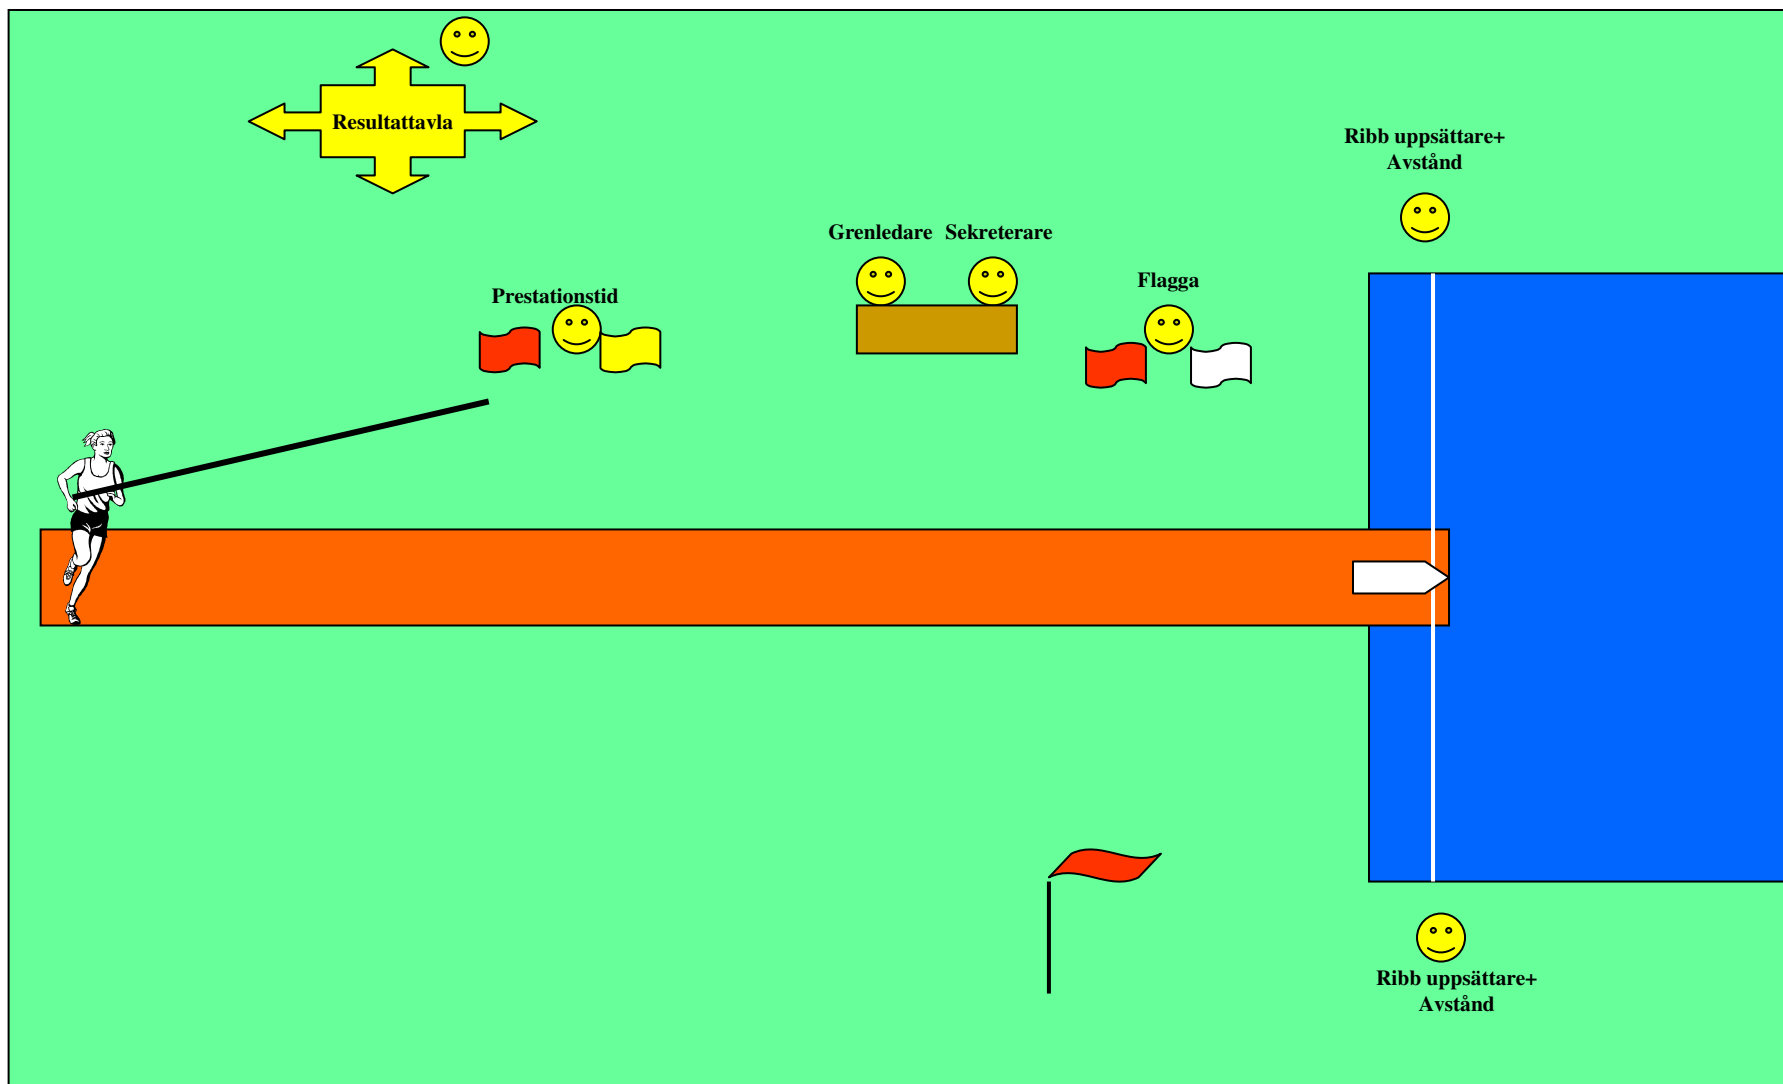 Resultattavla
Ribb uppsättare+
Avstånd
Grenledare Sekreterare
Flagga
Prestationstid
Ribb uppsättare+
Avstånd